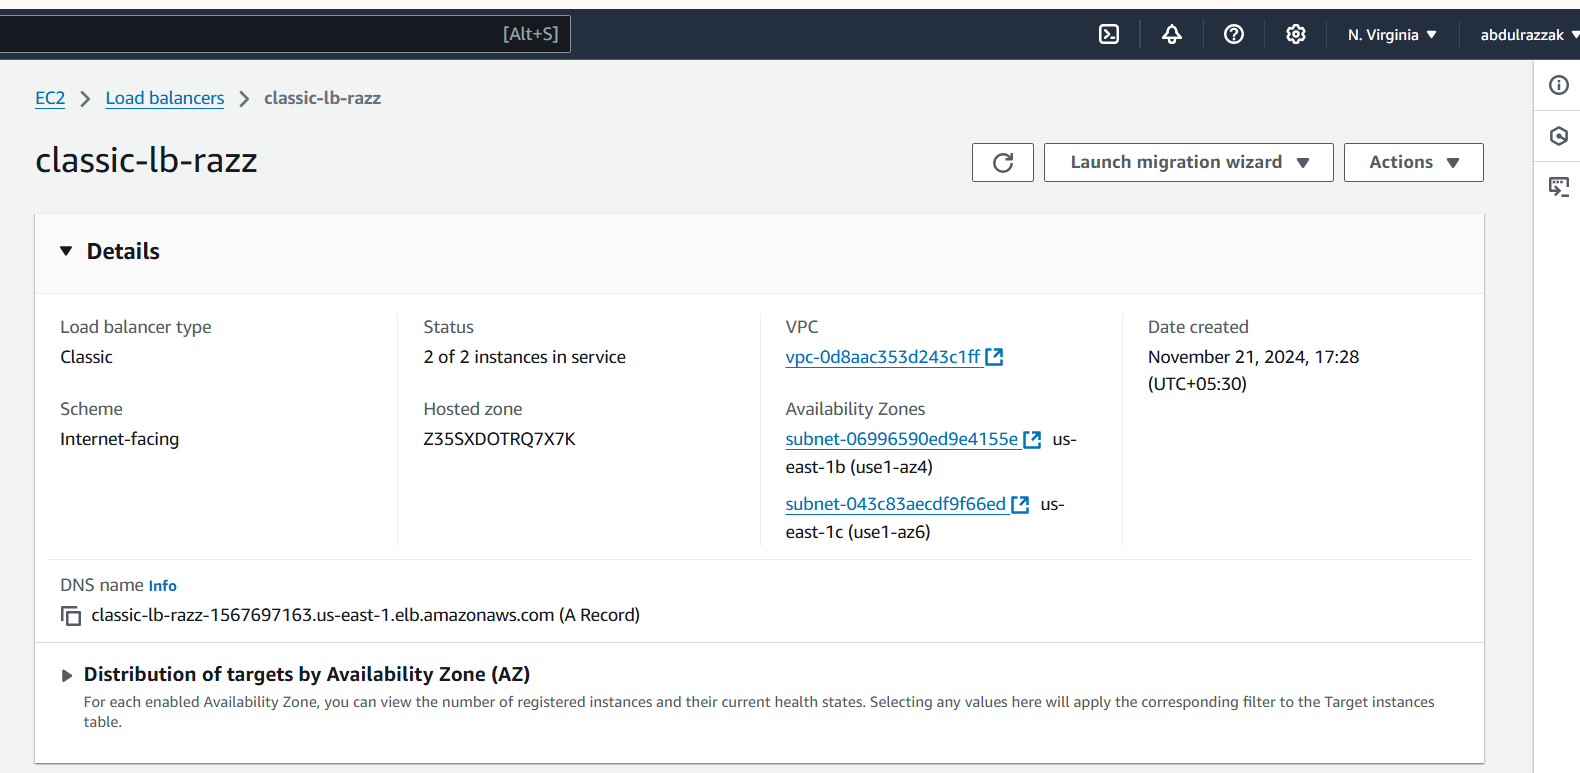 [Alt+S]
N. Virginia
abdulrazzak
EC2 > Load balancers > classic-lb-razz
classic-lb-razz
Launch migration wizard
Actions
Details
Load balancer type
Classic
Scheme
Internet-facing
Status
2 of 2 instances in service
Hosted zone
Z35SXDOTRQ7X7K
VPC
vpc-0d8aac353d243c1ff
Availability Zones
subnet-06996590ed9e4155e us-
east-1b (use1-az4)
subnet-043c83aecdf9f66ed us-
east-1c (use1-az6)
Date created
November 21, 2024, 17:28
(UTC+05:30)
DNS name Info
classic-lb-razz-1567697163.us-east-1.elb.amazonaws.com (A Record)
Distribution of targets by Availability Zone (AZ)
For each enabled Availability Zone, you can view the number of registered instances and their current health states. Selecting any values here will apply the corresponding filter to the Target instances
table.